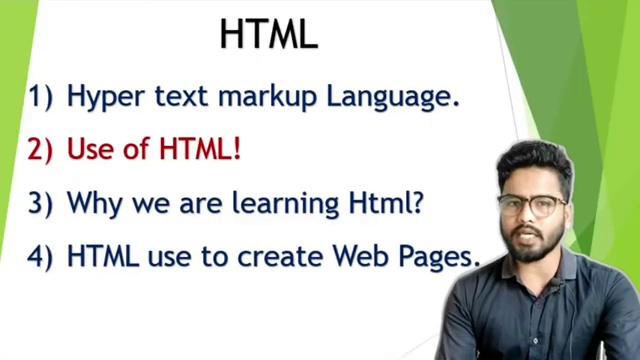 HTML
1) Hyper text markup Language.
2) Use of HTML!
3) Why we are learning Html?
4) HTML use to create Web Pages.